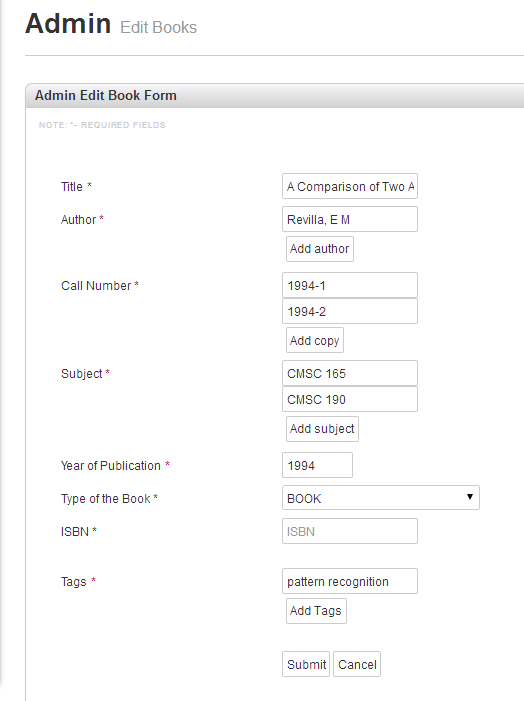 Admin Edit Books
Admin Edit Book Form
NOTE: *- REQUIRED FIELDS
Title * A Comparison of Two A
Author * Revilla, E M
Add author
Call Number * 1994-1
1994-2
Add copy
Subject * CMSC 165
CMSC 190
Add subject
Year of Publication * 1994
Type of the Book * BOOK
ISBN * ISBN
Tags * pattern recognition
Add Tags
Submit Cancel